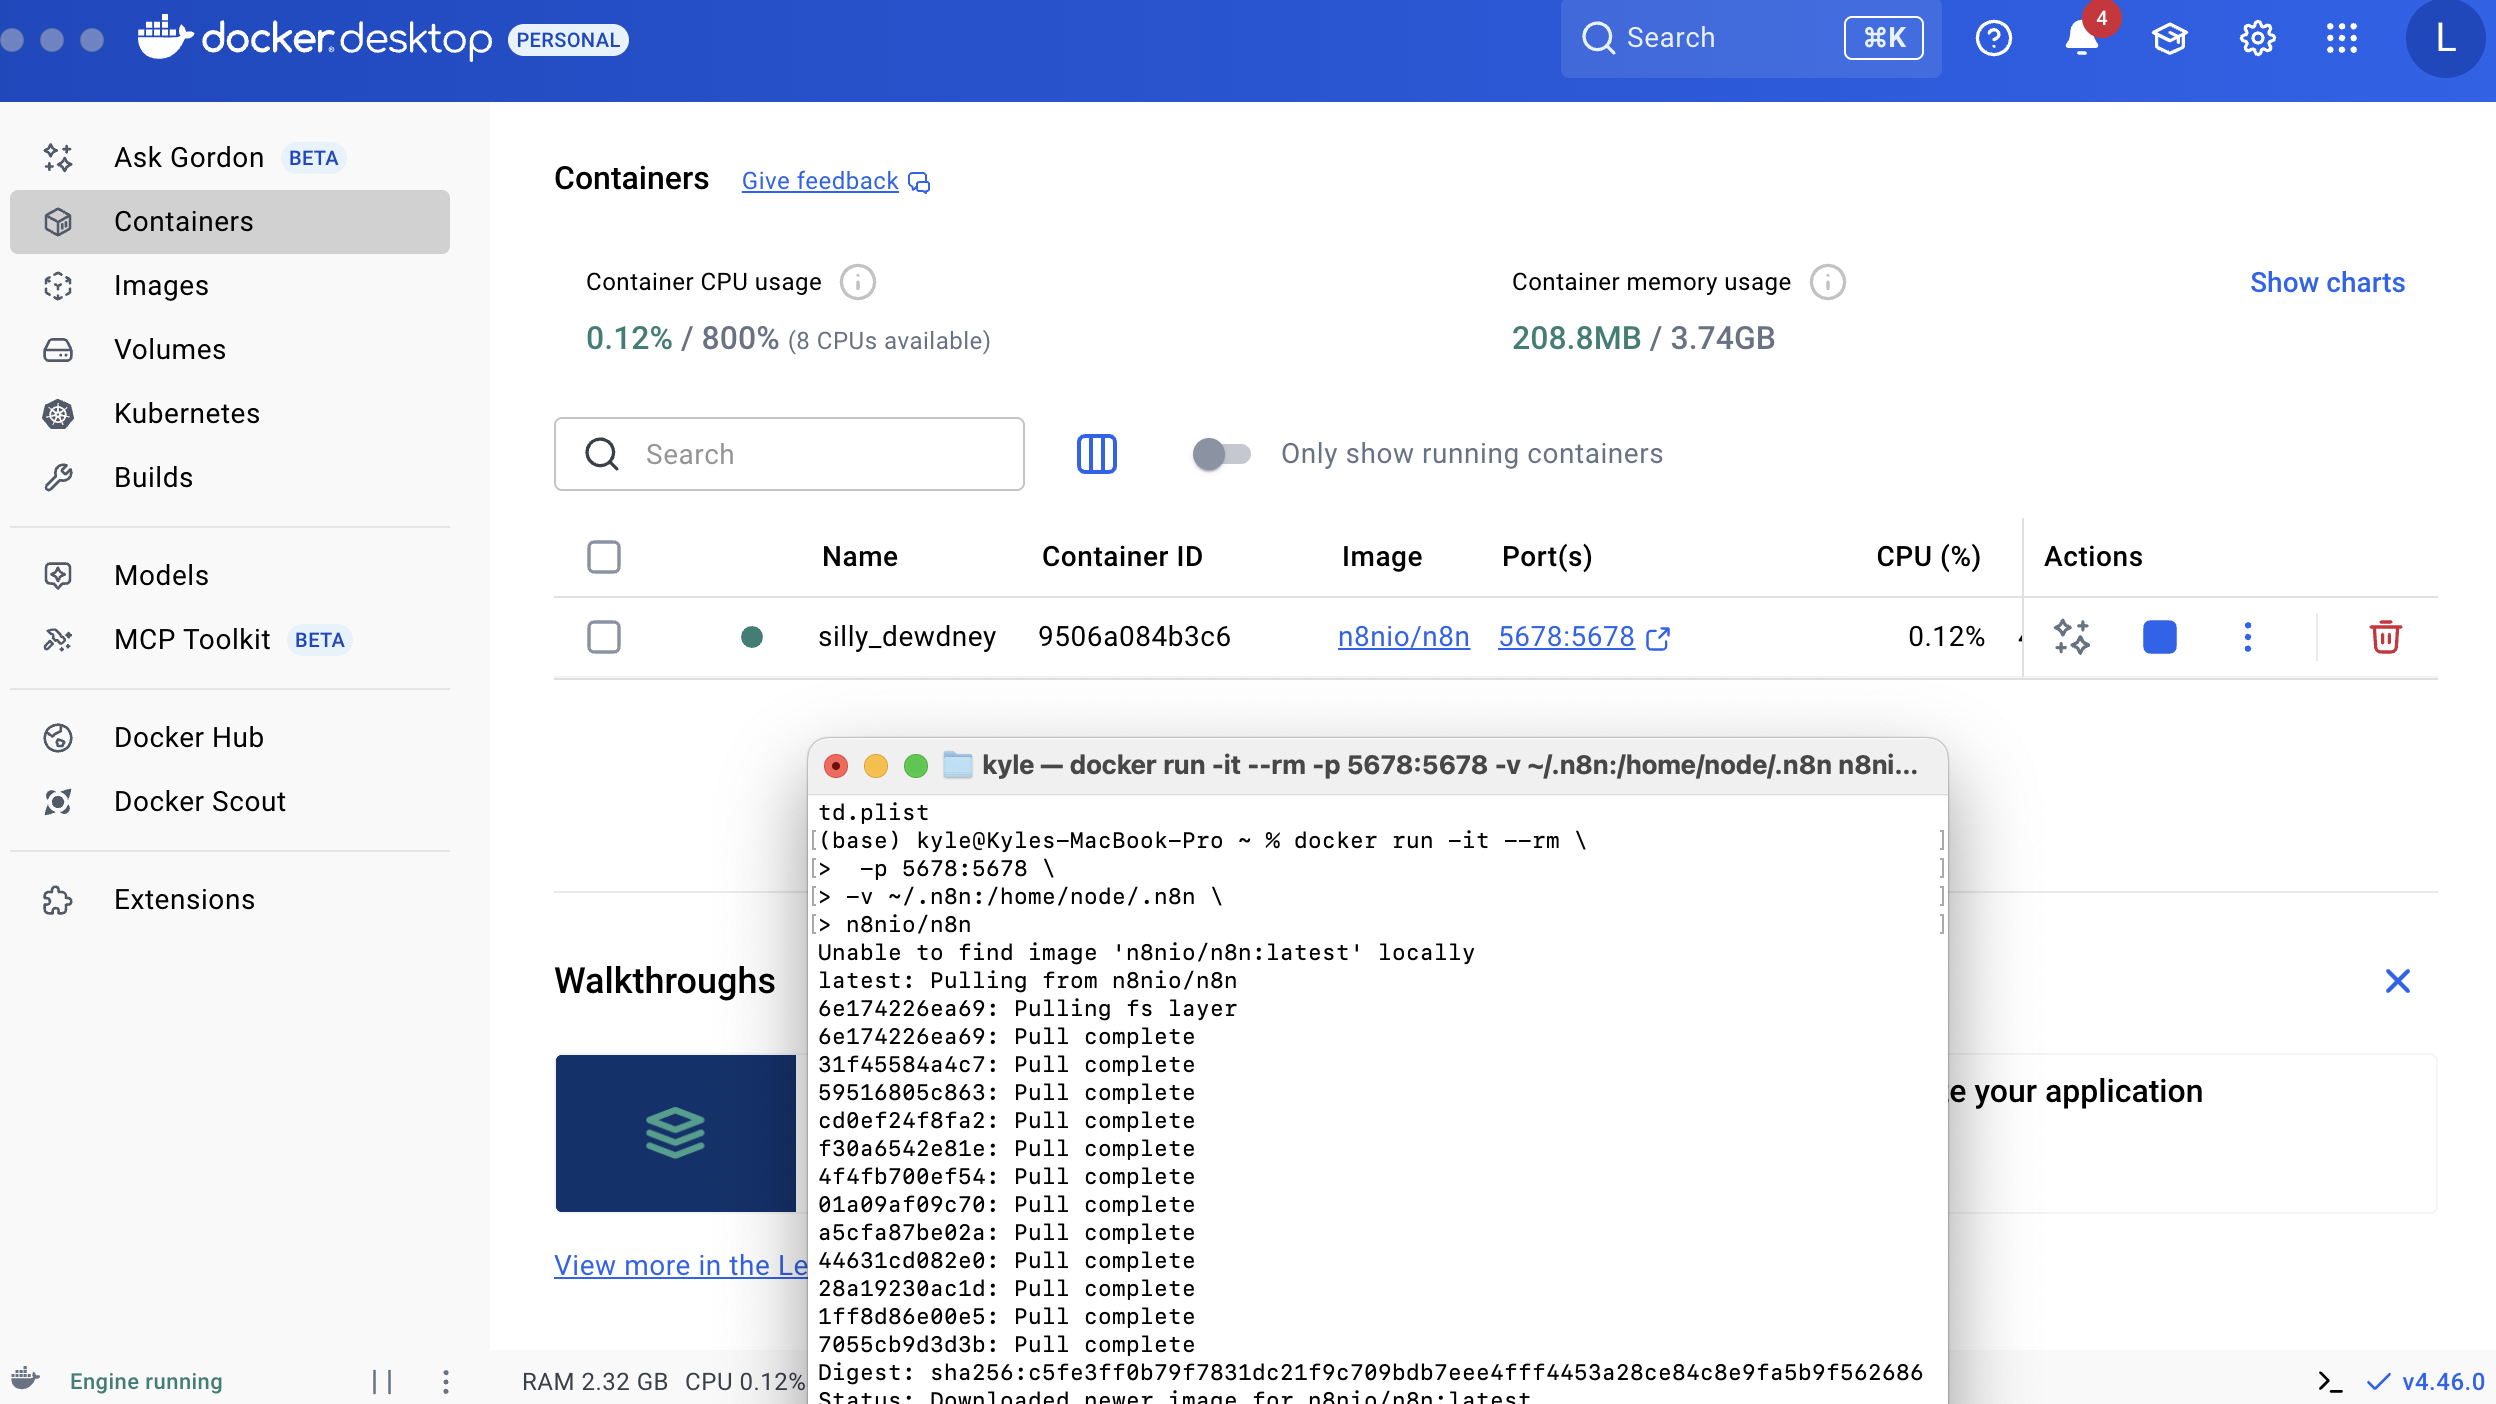 docker desktop PERSONAL
Search ⌘K
4
L
Ask Gordon BETA
Containers
Images
Volumes
Kubernetes
Builds
Models
MCP Toolkit BETA
Docker Hub
Docker Scout
Extensions
Containers Give feedback
Container CPU usage
0.12% / 800% (8 CPUs available)
Container memory usage
208.8MB / 3.74GB
Show charts
Search
Only show running containers
Name Container ID Image Port(s) CPU (%) Actions
silly_dewdney 9506a084b3c6 n8nio/n8n 5678:5678 0.12%
Walkthroughs
e your application
View more in the Le
kyle — docker run -it --rm -p 5678:5678 -v ~/.n8n:/home/node/.n8n n8ni...
td.plist
[(base) kyle@Kyles-MacBook-Pro ~ % docker run -it --rm \ ]
[>  -p 5678:5678 \ ]
[> -v ~/.n8n:/home/node/.n8n \ ]
[> n8nio/n8n ]
Unable to find image 'n8nio/n8n:latest' locally
latest: Pulling from n8nio/n8n
6e174226ea69: Pulling fs layer
6e174226ea69: Pull complete
31f45584a4c7: Pull complete
59516805c863: Pull complete
cd0ef24f8fa2: Pull complete
f30a6542e81e: Pull complete
4f4fb700ef54: Pull complete
01a09af09c70: Pull complete
a5cfa87be02a: Pull complete
44631cd082e0: Pull complete
28a19230ac1d: Pull complete
1ff8d86e00e5: Pull complete
7055cb9d3d3b: Pull complete
Digest: sha256:c5fe3ff0b79f7831dc21f9c709bdb7eee4fff4453a28ce84c8e9fa5b9f562686
Status: Downloaded newer image for n8nio/n8n:latest
Engine running
RAM 2.32 GB CPU 0.12%
v4.46.0